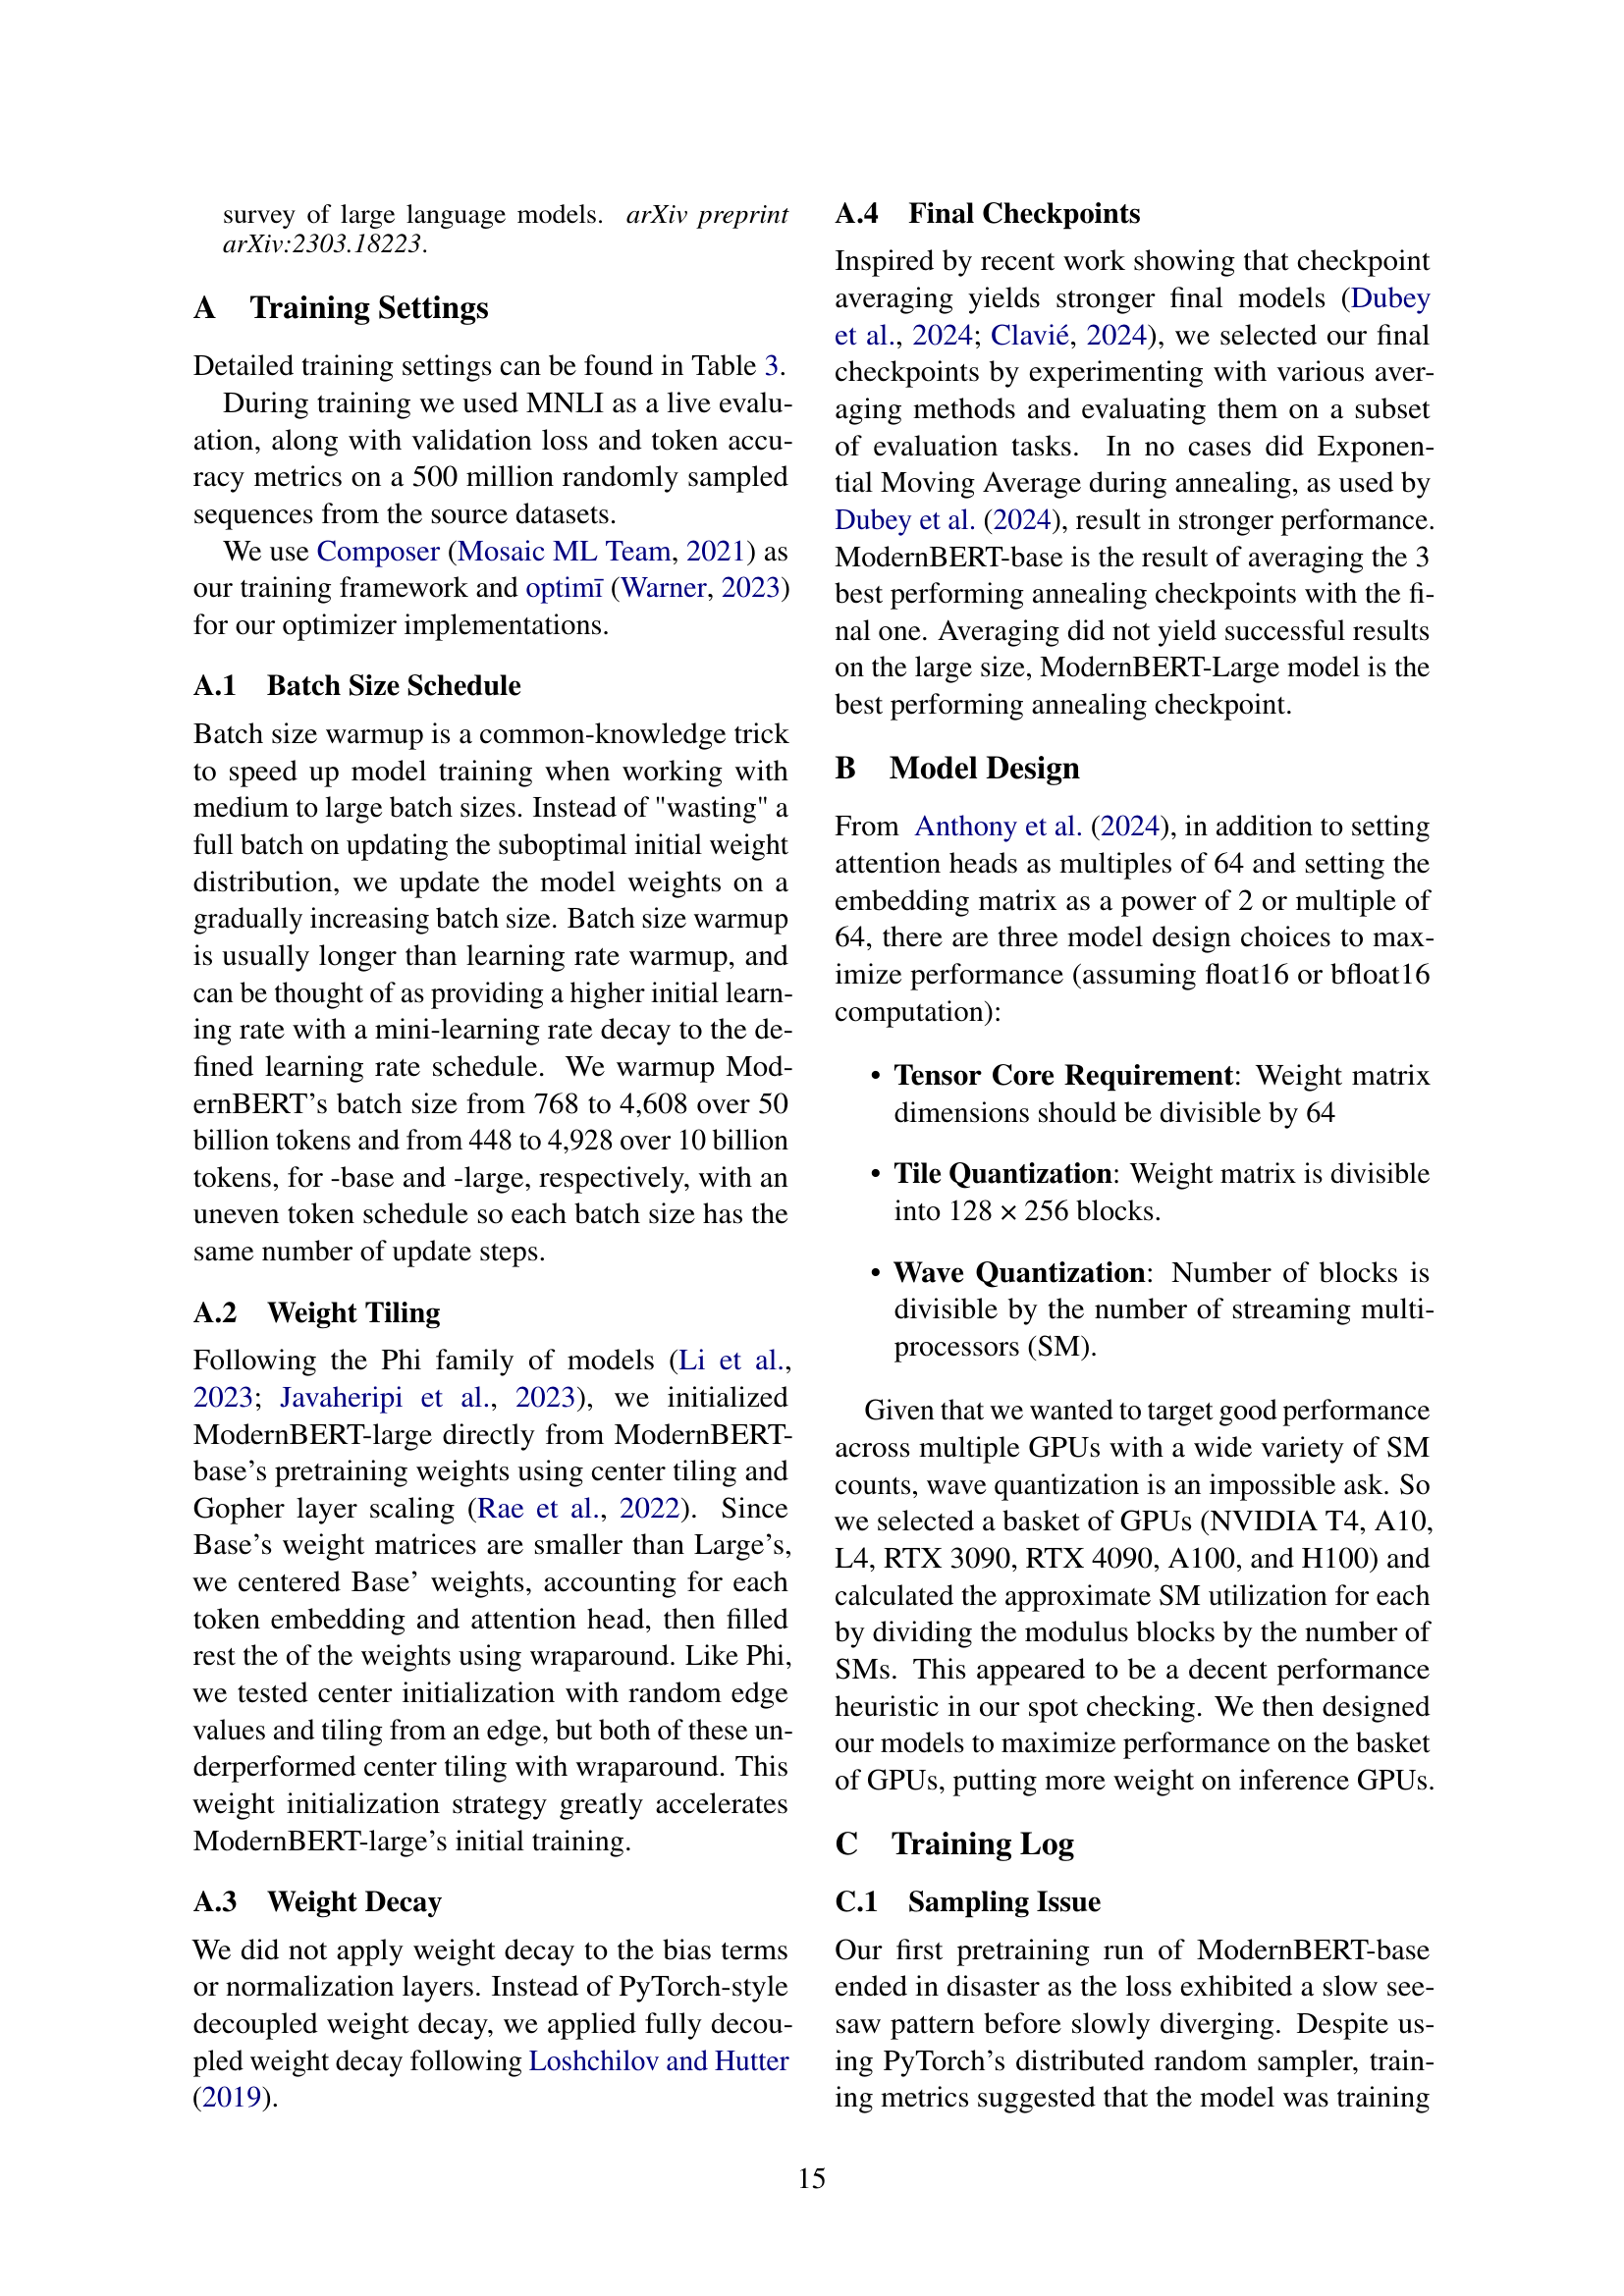 survey of large language models. arXiv preprint
arXiv:2303.18223.
A Training Settings
Detailed training settings can be found in Table 3.
During training we used MNLI as a live evalu-
ation, along with validation loss and token accu-
racy metrics on a 500 million randomly sampled
sequences from the source datasets.
We use Composer (Mosaic ML Team, 2021) as
our training framework and optimī (Warner, 2023)
for our optimizer implementations.
A.1 Batch Size Schedule
Batch size warmup is a common-knowledge trick
to speed up model training when working with
medium to large batch sizes. Instead of "wasting" a
full batch on updating the suboptimal initial weight
distribution, we update the model weights on a
gradually increasing batch size. Batch size warmup
is usually longer than learning rate warmup, and
can be thought of as providing a higher initial learn-
ing rate with a mini-learning rate decay to the de-
fined learning rate schedule. We warmup Mod-
ernBERT's batch size from 768 to 4,608 over 50
billion tokens and from 448 to 4,928 over 10 billion
tokens, for -base and -large, respectively, with an
uneven token schedule so each batch size has the
same number of update steps.
A.2 Weight Tiling
Following the Phi family of models (Li et al.,
2023; Javaheripi et al., 2023), we initialized
ModernBERT-large directly from ModernBERT-
base's pretraining weights using center tiling and
Gopher layer scaling (Rae et al., 2022). Since
Base's weight matrices are smaller than Large's,
we centered Base' weights, accounting for each
token embedding and attention head, then filled
rest the of the weights using wraparound. Like Phi,
we tested center initialization with random edge
values and tiling from an edge, but both of these un-
derperformed center tiling with wraparound. This
weight initialization strategy greatly accelerates
ModernBERT-large's initial training.
A.3 Weight Decay
We did not apply weight decay to the bias terms
or normalization layers. Instead of PyTorch-style
decoupled weight decay, we applied fully decou-
pled weight decay following Loshchilov and Hutter
(2019).
A.4 Final Checkpoints
Inspired by recent work showing that checkpoint
averaging yields stronger final models (Dubey
et al., 2024; Clavié, 2024), we selected our final
checkpoints by experimenting with various aver-
aging methods and evaluating them on a subset
of evaluation tasks. In no cases did Exponen-
tial Moving Average during annealing, as used by
Dubey et al. (2024), result in stronger performance.
ModernBERT-base is the result of averaging the 3
best performing annealing checkpoints with the fi-
nal one. Averaging did not yield successful results
on the large size, ModernBERT-Large model is the
best performing annealing checkpoint.
B Model Design
From Anthony et al. (2024), in addition to setting
attention heads as multiples of 64 and setting the
embedding matrix as a power of 2 or multiple of
64, there are three model design choices to max-
imize performance (assuming float16 or bfloat16
computation):
• Tensor Core Requirement: Weight matrix
dimensions should be divisible by 64
• Tile Quantization: Weight matrix is divisible
into 128 × 256 blocks.
• Wave Quantization: Number of blocks is
divisible by the number of streaming multi-
processors (SM).
Given that we wanted to target good performance
across multiple GPUs with a wide variety of SM
counts, wave quantization is an impossible ask. So
we selected a basket of GPUs (NVIDIA T4, A10,
L4, RTX 3090, RTX 4090, A100, and H100) and
calculated the approximate SM utilization for each
by dividing the modulus blocks by the number of
SMs. This appeared to be a decent performance
heuristic in our spot checking. We then designed
our models to maximize performance on the basket
of GPUs, putting more weight on inference GPUs.
C Training Log
C.1 Sampling Issue
Our first pretraining run of ModernBERT-base
ended in disaster as the loss exhibited a slow see-
saw pattern before slowly diverging. Despite us-
ing PyTorch's distributed random sampler, train-
ing metrics suggested that the model was training
15